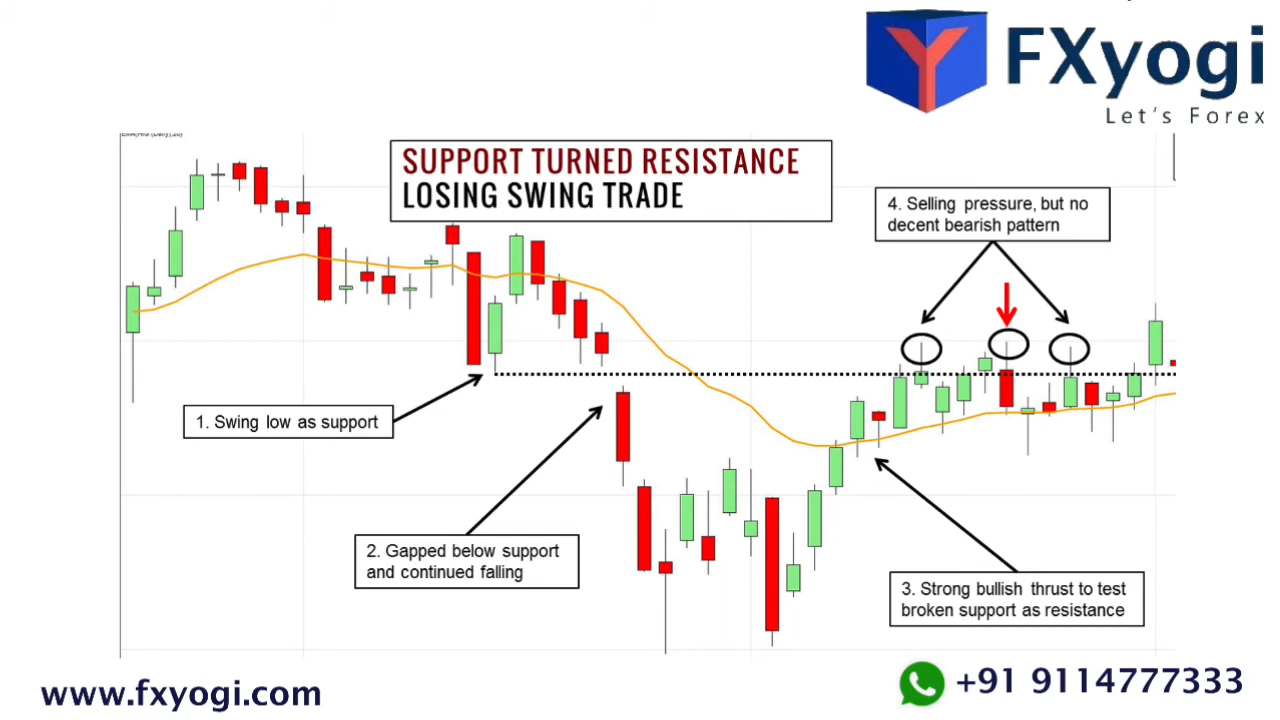 FXyogi
Let's Forex
SUPPORT TURNED RESISTANCE
LOSING SWING TRADE
4. Selling pressure, but no
decent bearish pattern
1. Swing low as support
2. Gapped below support
and continued falling
3. Strong bullish thrust to test
broken support as resistance
www.fxyogi.com
+91 9114777333